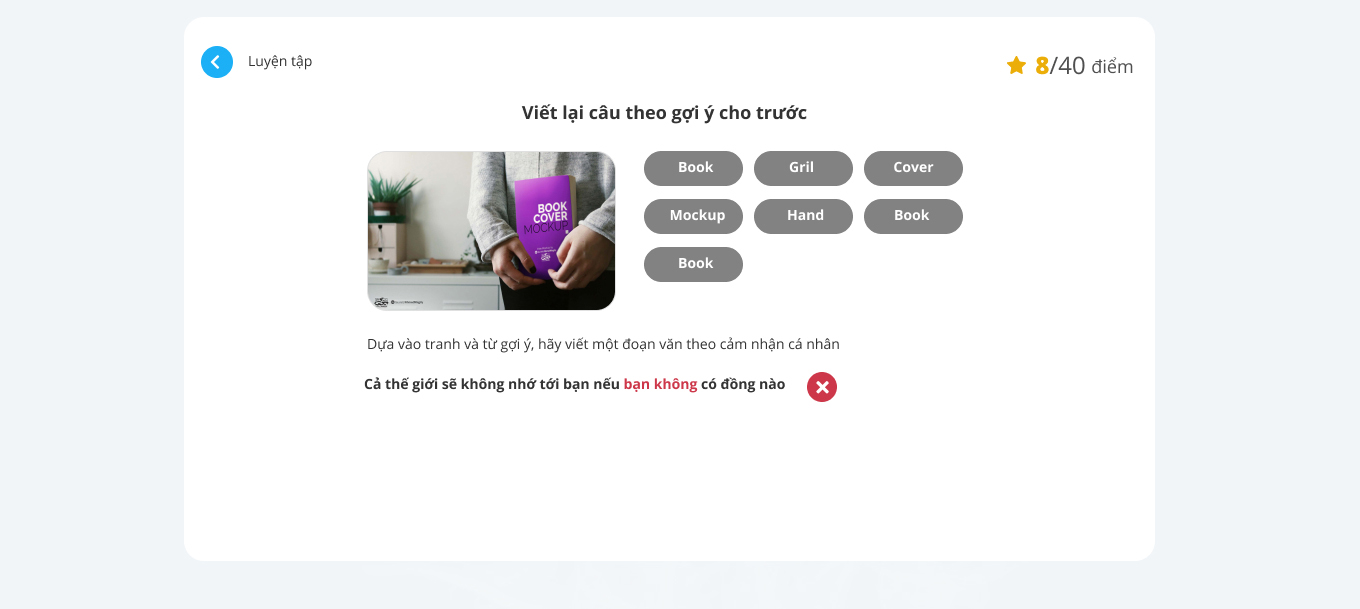 Luyện tập
8/40 điểm
Viết lại câu theo gợi ý cho trước
Book Gril Cover
Mockup Hand Book
Book
BOOK
COVER
MOCKUP
Dựa vào tranh và từ gợi ý, hãy viết một đoạn văn theo cảm nhận cá nhân
Cả thế giới sẽ không nhớ tới bạn nếu bạn không có đồng nào